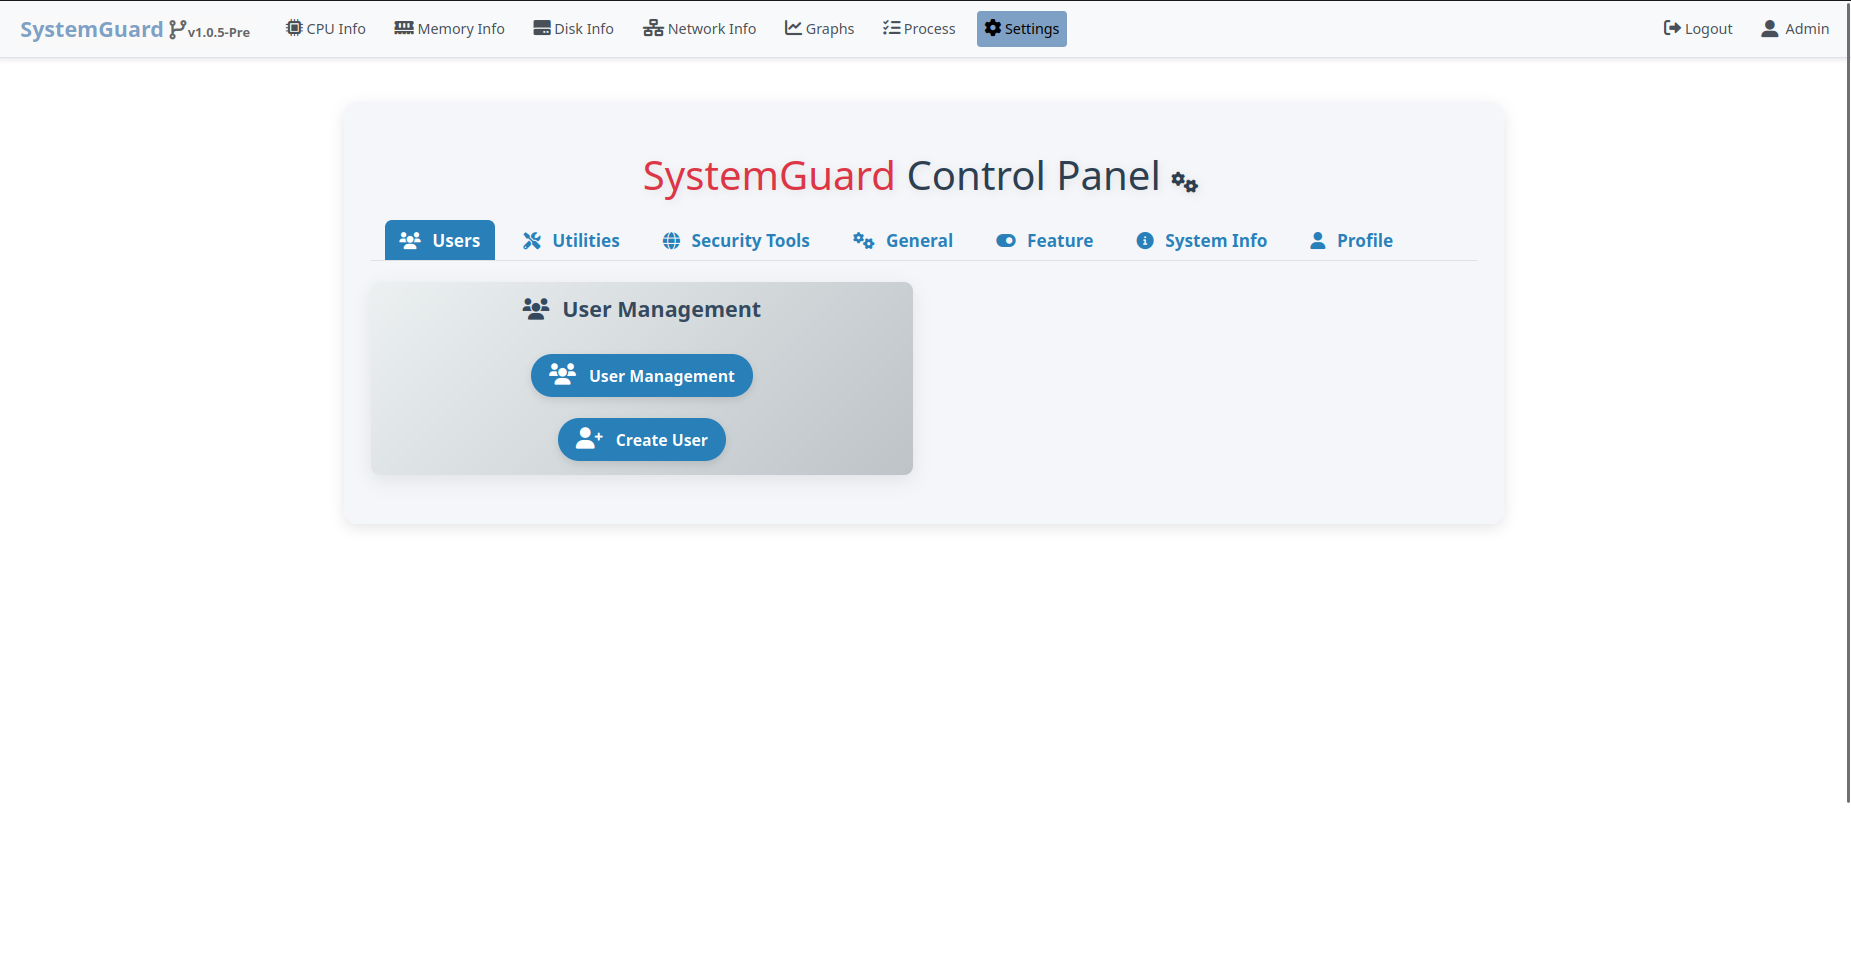 SystemGuard v1.0.5-Pre CPU Info Memory Info Disk Info Network Info Graphs Process Settings Logout Admin
SystemGuard Control Panel
Users Utilities Security Tools General Feature System Info Profile
User Management
User Management
Create User